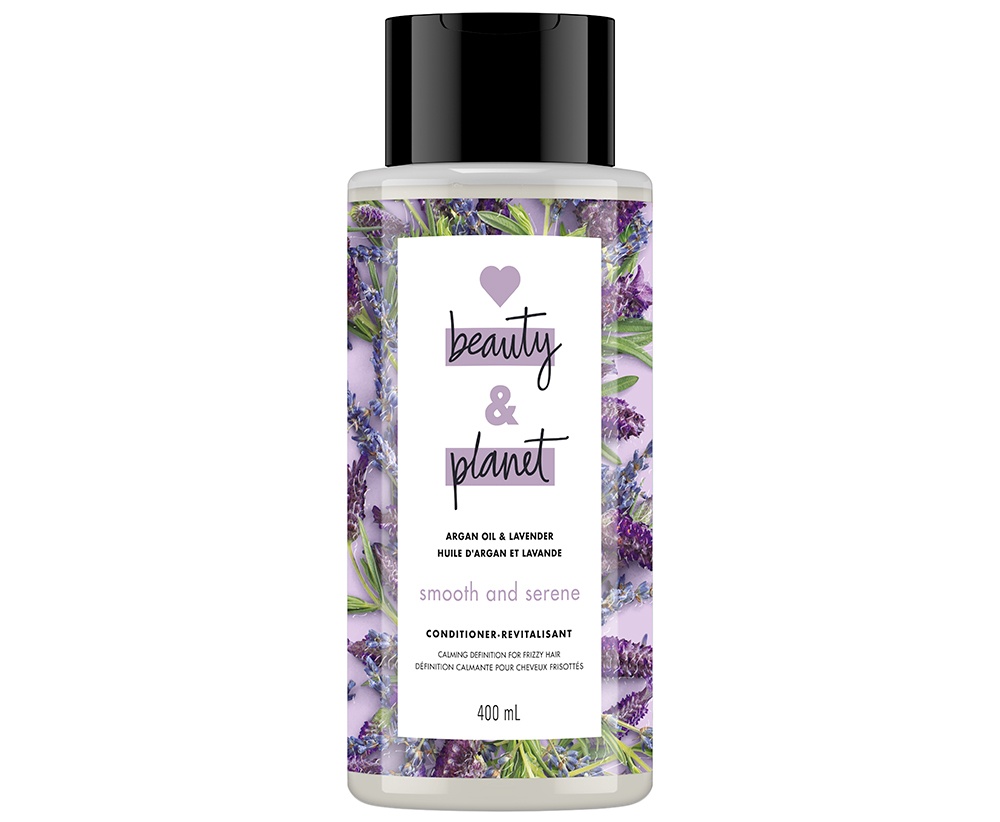 beauty
&
planet
ARGAN OIL & LAVENDER
HUILE D'ARGAN ET LAVANDE
smooth and serene
CONDITIONER-REVITALISANT
CALMING DEFINITION FOR FRIZZY HAIR
DÉFINITION CALMANTE POUR CHEVEUX FRISOTTÉS
400 mL